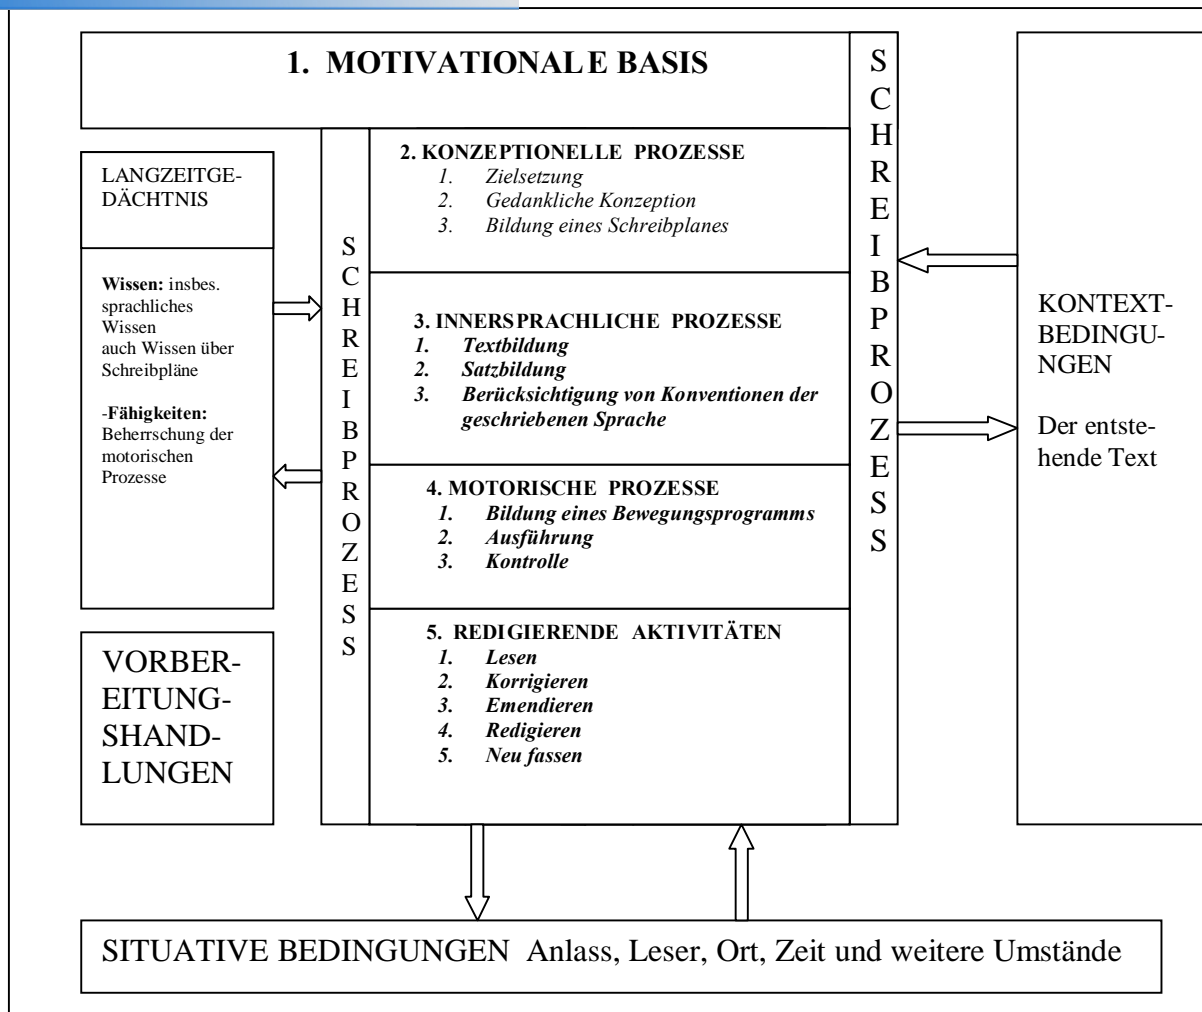 1. MOTIVATIONALE BASIS
LANGZEITGE-
DÄCHTNIS
Wissen: insbes.
sprachliches
Wissen
auch Wissen über
Schreibpläne
-Fähigkeiten:
Beherrschung der
motorischen
Prozesse
VORBER-
EITUNG-
SHAND-
LUNGEN
SCHREIBPROZESS
2. KONZEPTIONELLE PROZESSE
1. Zielsetzung
2. Gedankliche Konzeption
3. Bildung eines Schreibplanes
3. INNERSPRACHLICHE PROZESSE
1. Textbildung
2. Satzbildung
3. Berücksichtigung von Konventionen der
geschriebenen Sprache
4. MOTORISCHE PROZESSE
1. Bildung eines Bewegungsprogramms
2. Ausführung
3. Kontrolle
5. REDIGIERENDE AKTIVITÄTEN
1. Lesen
2. Korrigieren
3. Emendieren
4. Redigieren
5. Neu fassen
SCHREIBPROZESS
KONTEXT-
BEDINGU-
NGEN
Der entste-
hende Text
SITUATIVE BEDINGUNGEN Anlass, Leser, Ort, Zeit und weitere Umstände